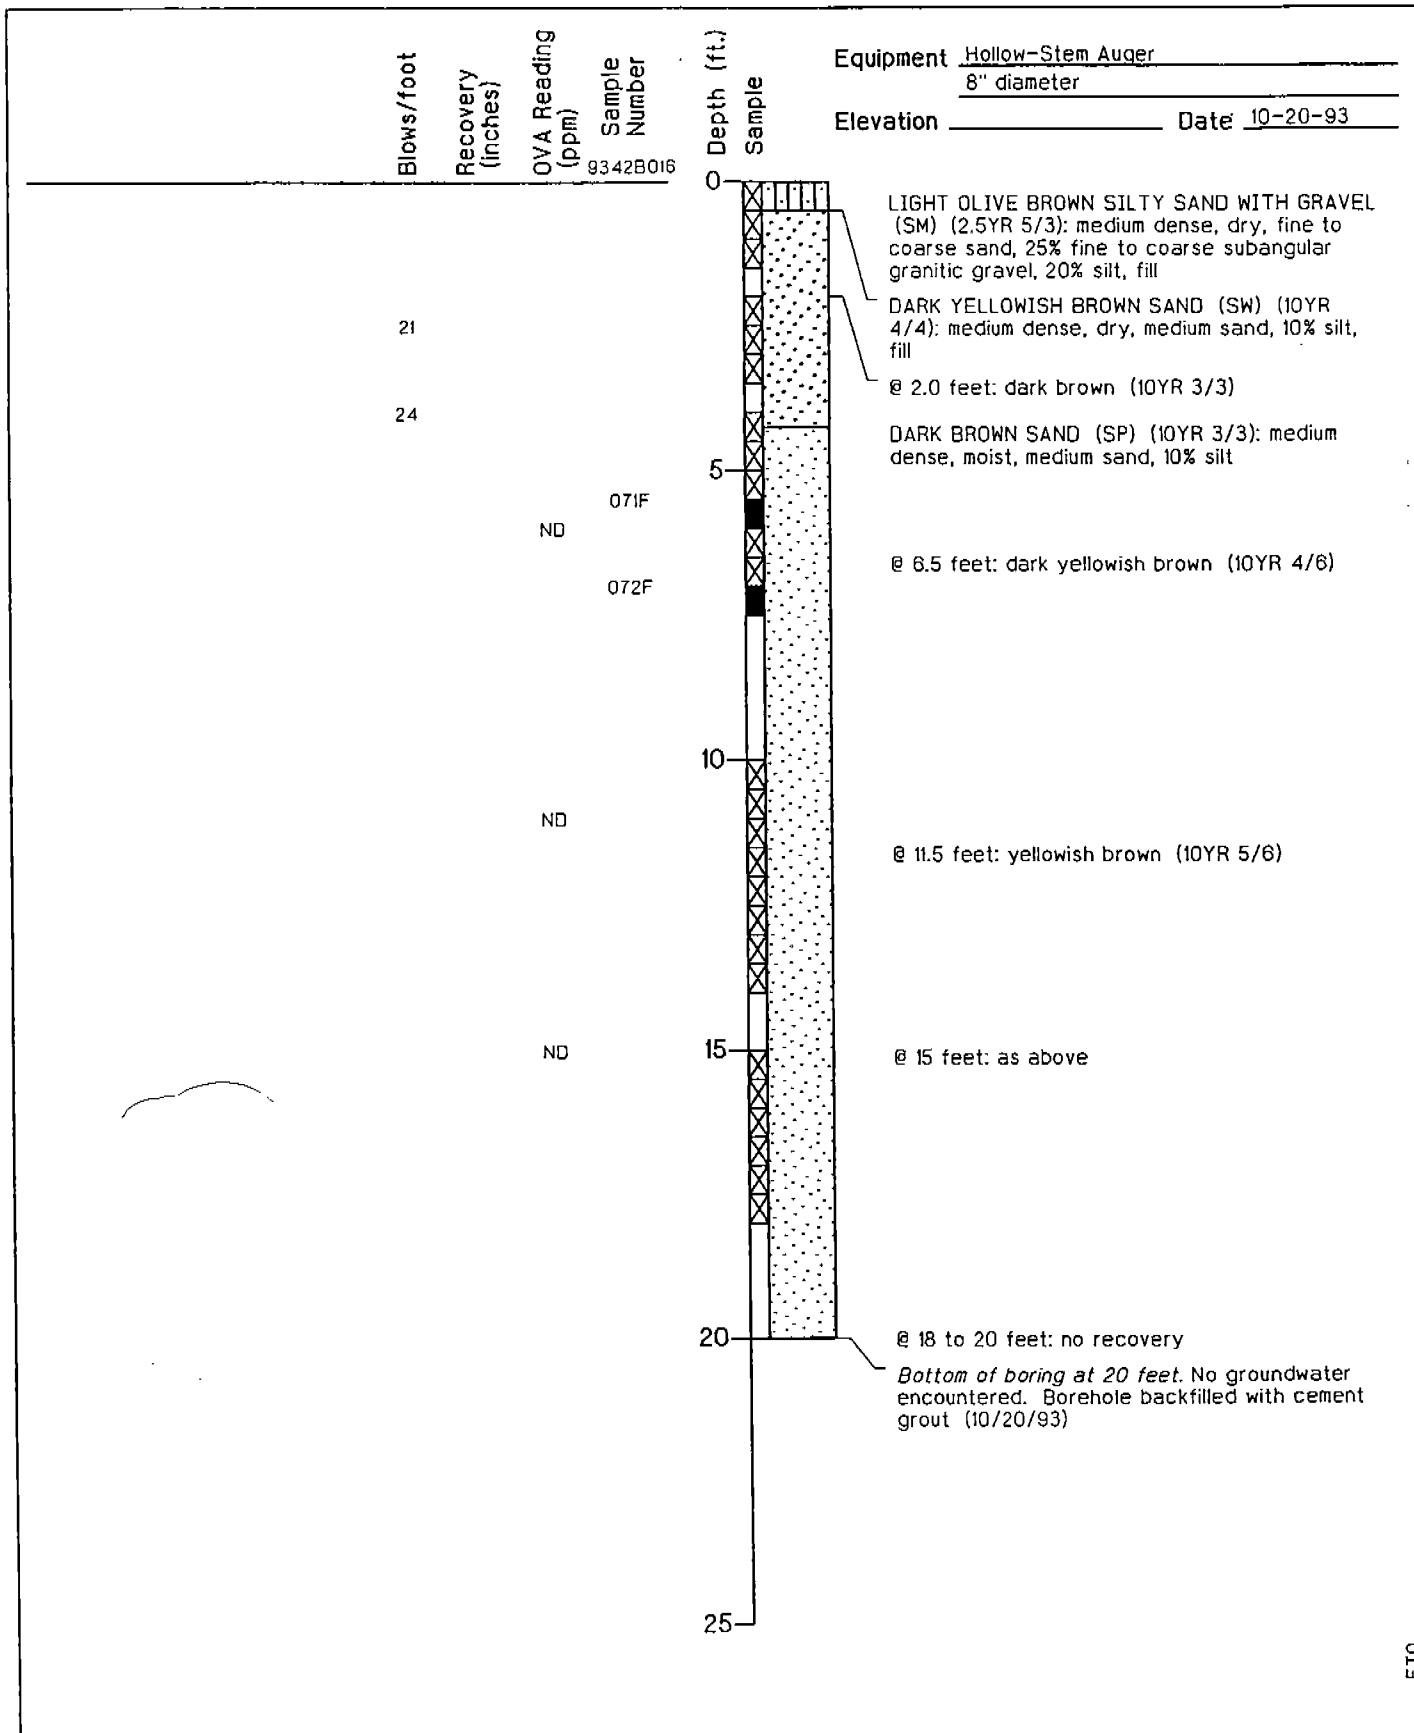 Blows/foot
Recovery
(inches)
OVA Reading
(ppm)
Sample
Number
9342B016
Depth (ft.)
Sample
Equipment Hollow-Stem Auger
8" diameter
Elevation
Date 10-20-93
0
LIGHT OLIVE BROWN SILTY SAND WITH GRAVEL
(SM) (2.5YR 5/3): medium dense, dry, fine to
coarse sand, 25% fine to coarse subangular
granitic gravel, 20% silt, fill
DARK YELLOWISH BROWN SAND (SW) (10YR
4/4): medium dense, dry, medium sand, 10% silt,
fill
21
@ 2.0 feet: dark brown (10YR 3/3)
24
DARK BROWN SAND (SP) (10YR 3/3): medium
dense, moist, medium sand, 10% silt
5
071F
ND
@ 6.5 feet: dark yellowish brown (10YR 4/6)
072F
10
ND
@ 11.5 feet: yellowish brown (10YR 5/6)
15
ND
@ 15 feet: as above
20
@ 18 to 20 feet: no recovery
Bottom of boring at 20 feet. No groundwater
encountered. Borehole backfilled with cement
grout (10/20/93)
25